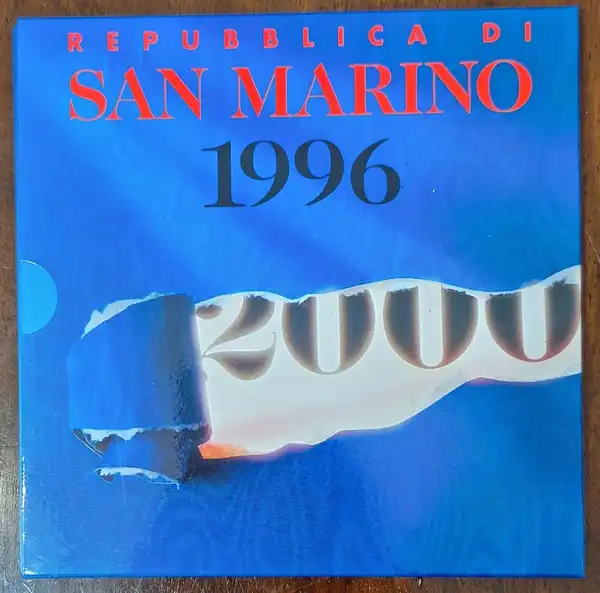 REPUBBLICA DI
SAN MARINO
1996
2000